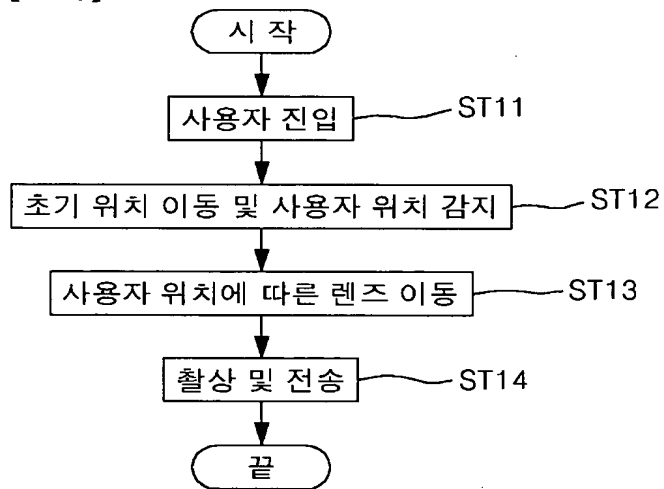 시 작
사용자 진입
ST11
초기 위치 이동 및 사용자 위치 감지
ST12
사용자 위치에 따른 렌즈 이동
ST13
촬상 및 전송
ST14
끝